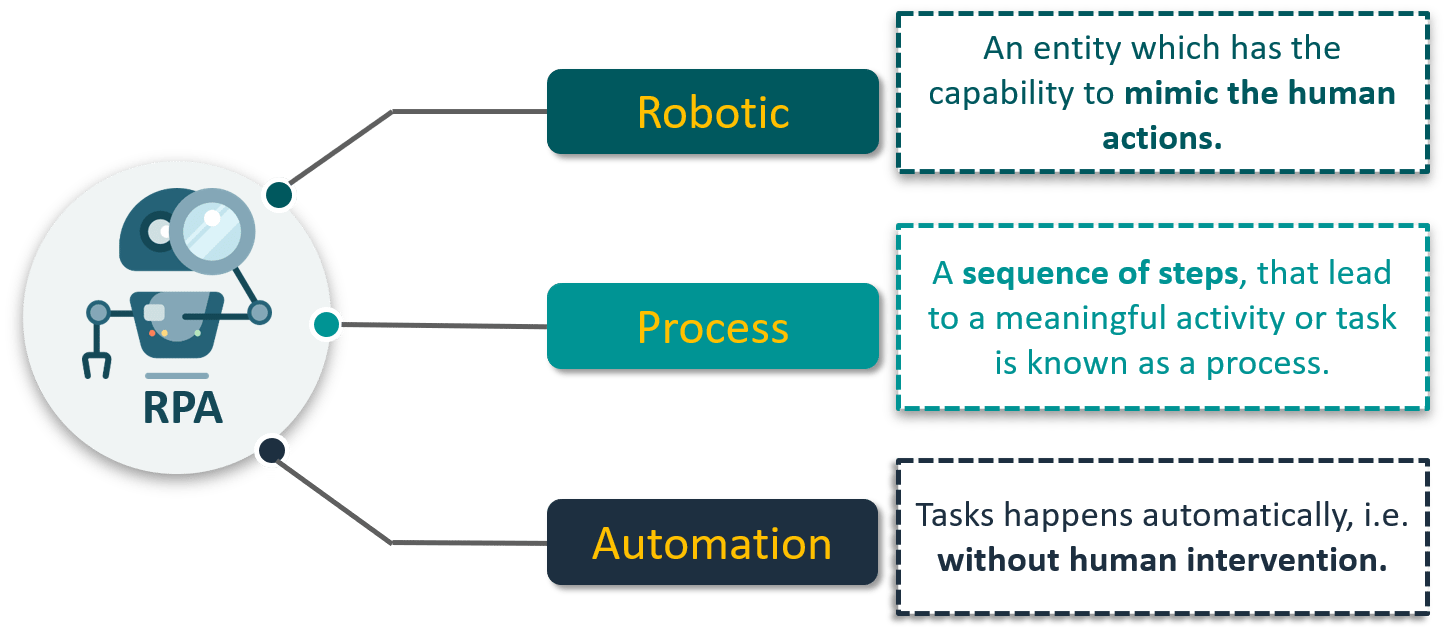 RPA
Robotic
An entity which has the
capability to mimic the human
actions.
Process
A sequence of steps, that lead
to a meaningful activity or task
is known as a process.
Automation
Tasks happens automatically, i.e.
without human intervention.